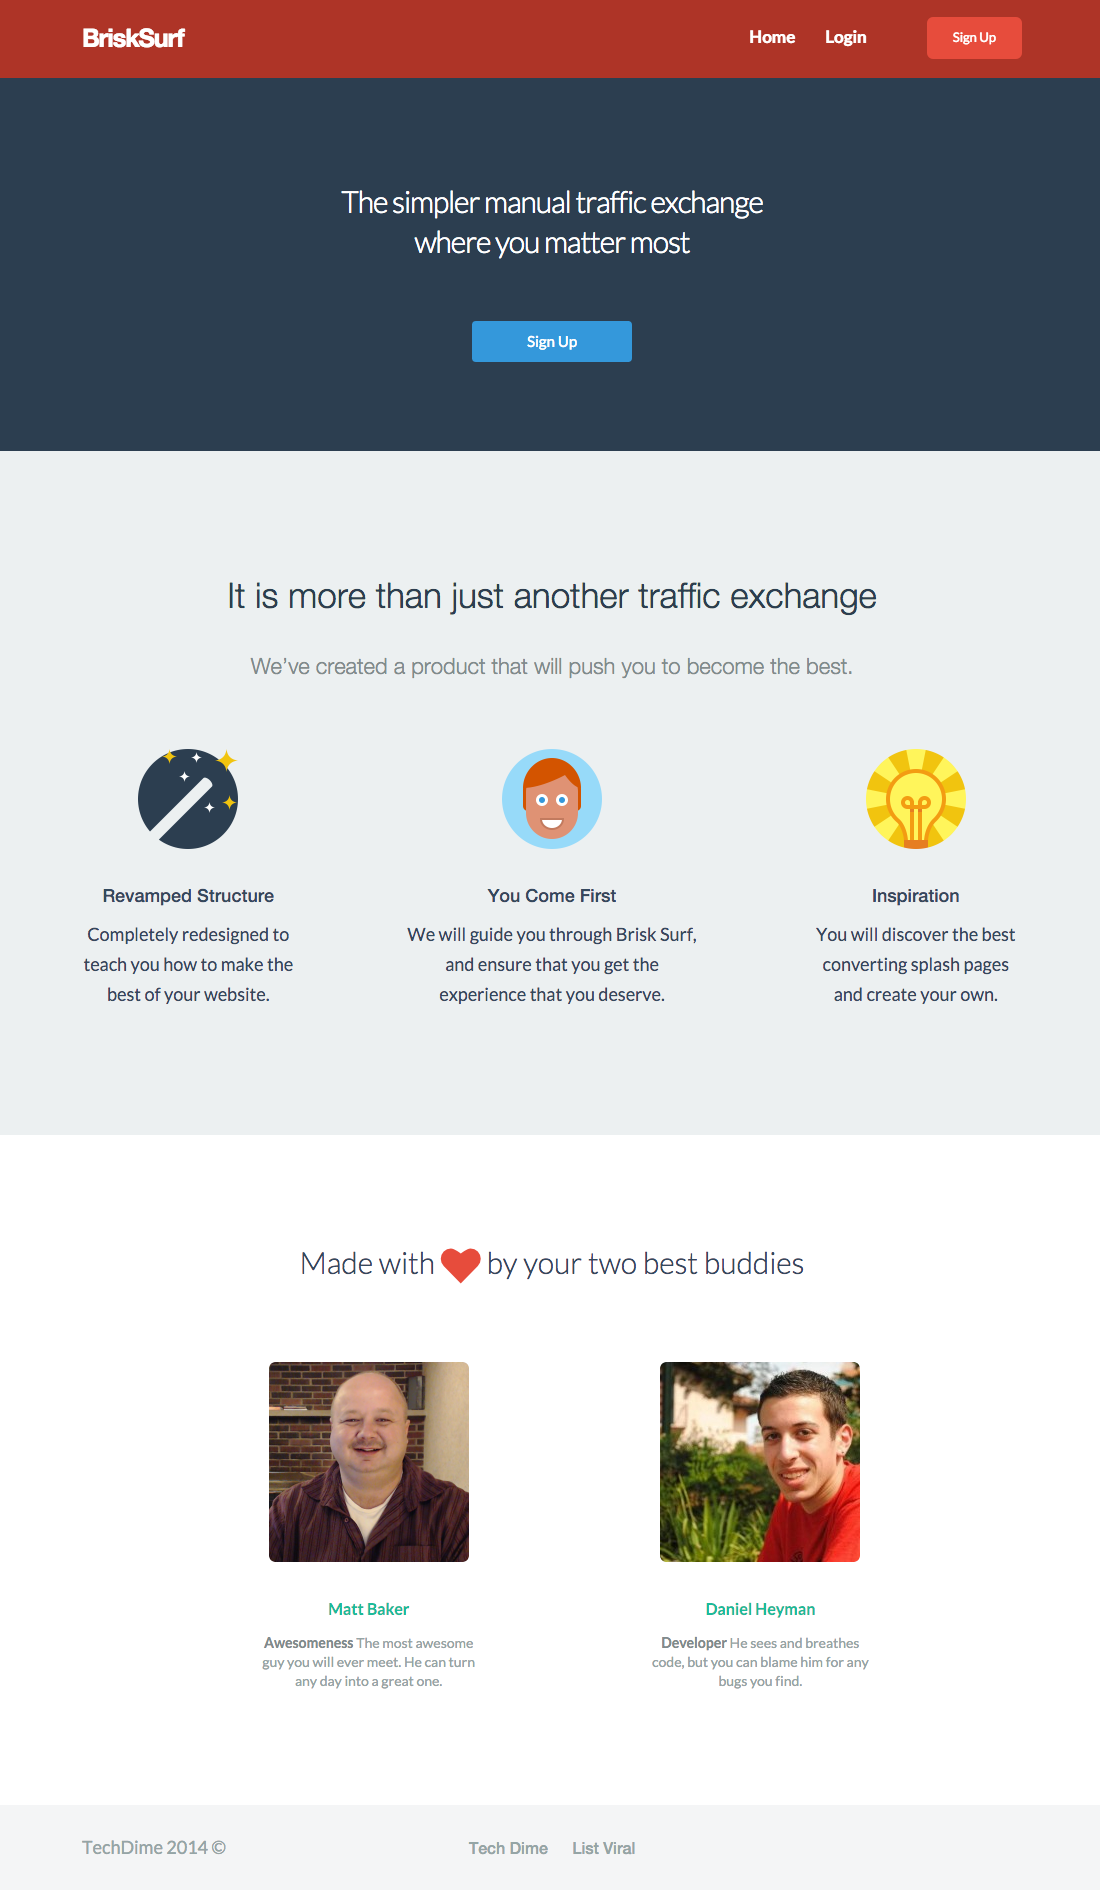 BriskSurf
Home Login Sign Up
The simpler manual traffic exchange
where you matter most
Sign Up
It is more than just another traffic exchange
We've created a product that will push you to become the best.
Revamped Structure
Completely redesigned to
teach you how to make the
best of your website.
You Come First
We will guide you through Brisk Surf,
and ensure that you get the
experience that you deserve.
Inspiration
You will discover the best
converting splash pages
and create your own.
Made with by your two best buddies
Matt Baker
Awesomeness The most awesome
guy you will ever meet. He can turn
any day into a great one.
Daniel Heyman
Developer He sees and breathes
code, but you can blame him for any
bugs you find.
TechDime 2014 ©
Tech Dime List Viral